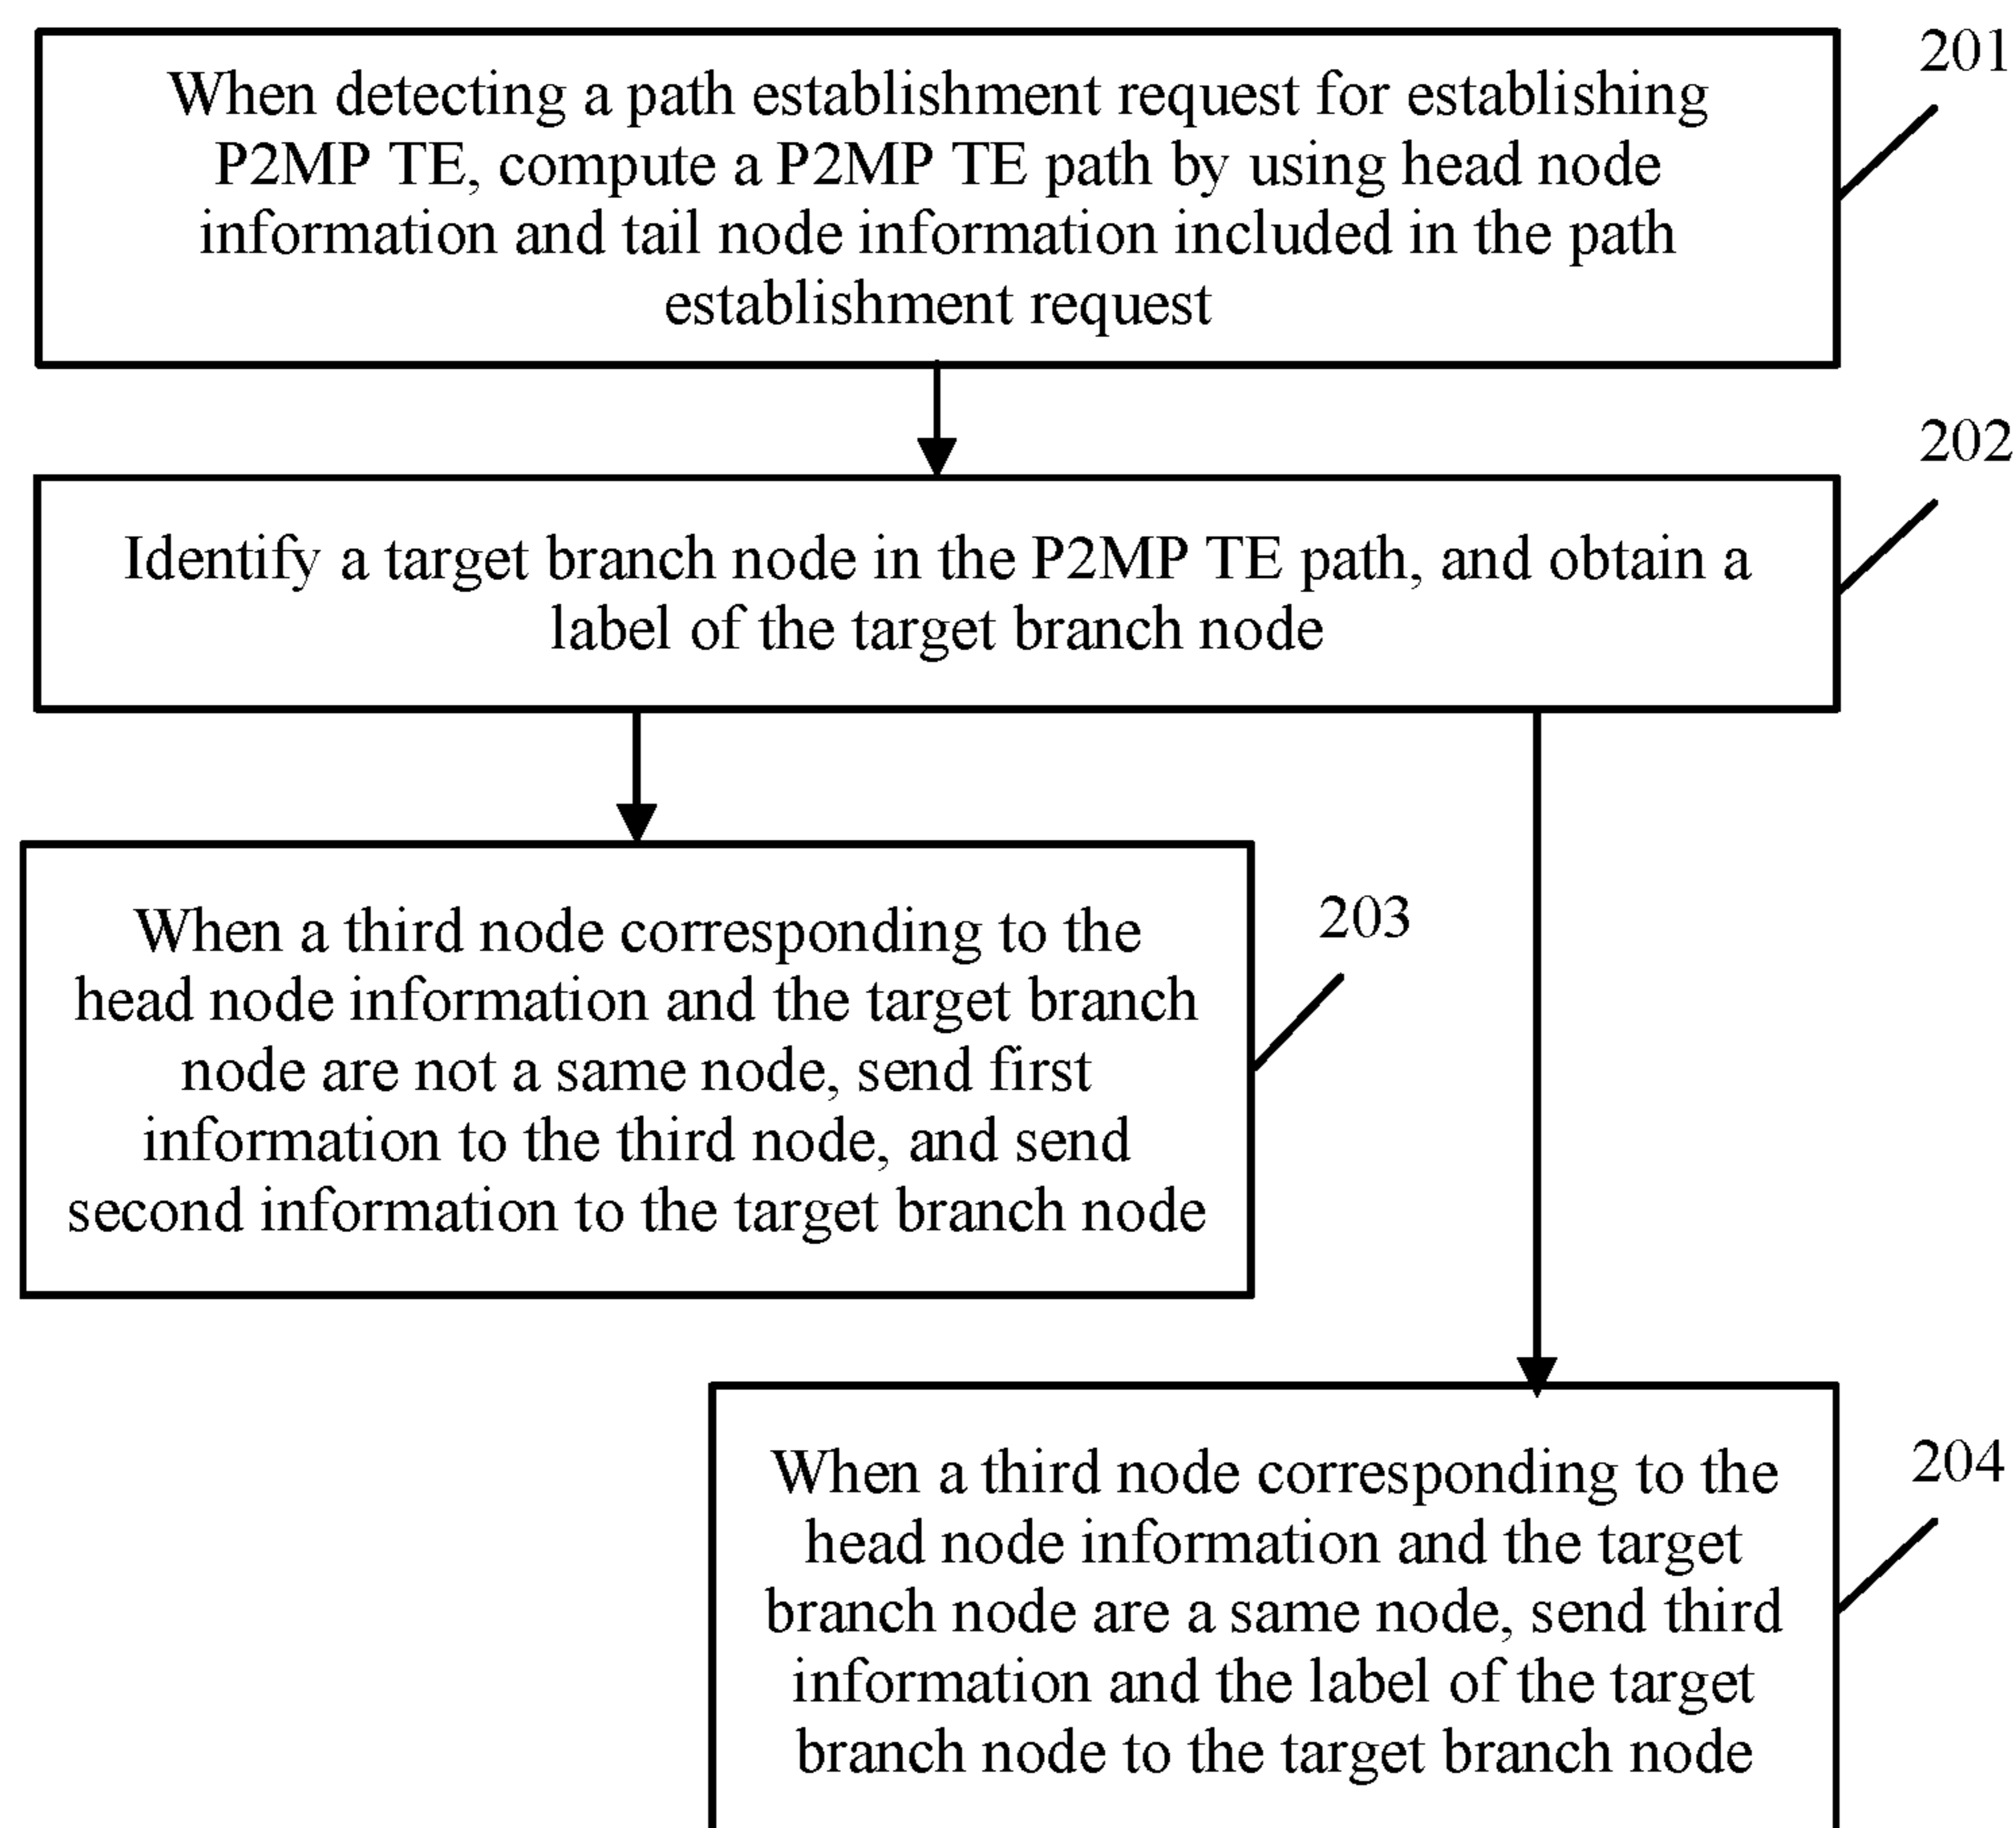 201
When detecting a path establishment request for establishing
P2MP TE, compute a P2MP TE path by using head node
information and tail node information included in the path
establishment request
202
Identify a target branch node in the P2MP TE path, and obtain a
label of the target branch node
203
When a third node corresponding to the
head node information and the target branch
node are not a same node, send first
information to the third node, and send
second information to the target branch node
204
When a third node corresponding to the
head node information and the target
branch node are a same node, send third
information and the label of the target
branch node to the target branch node